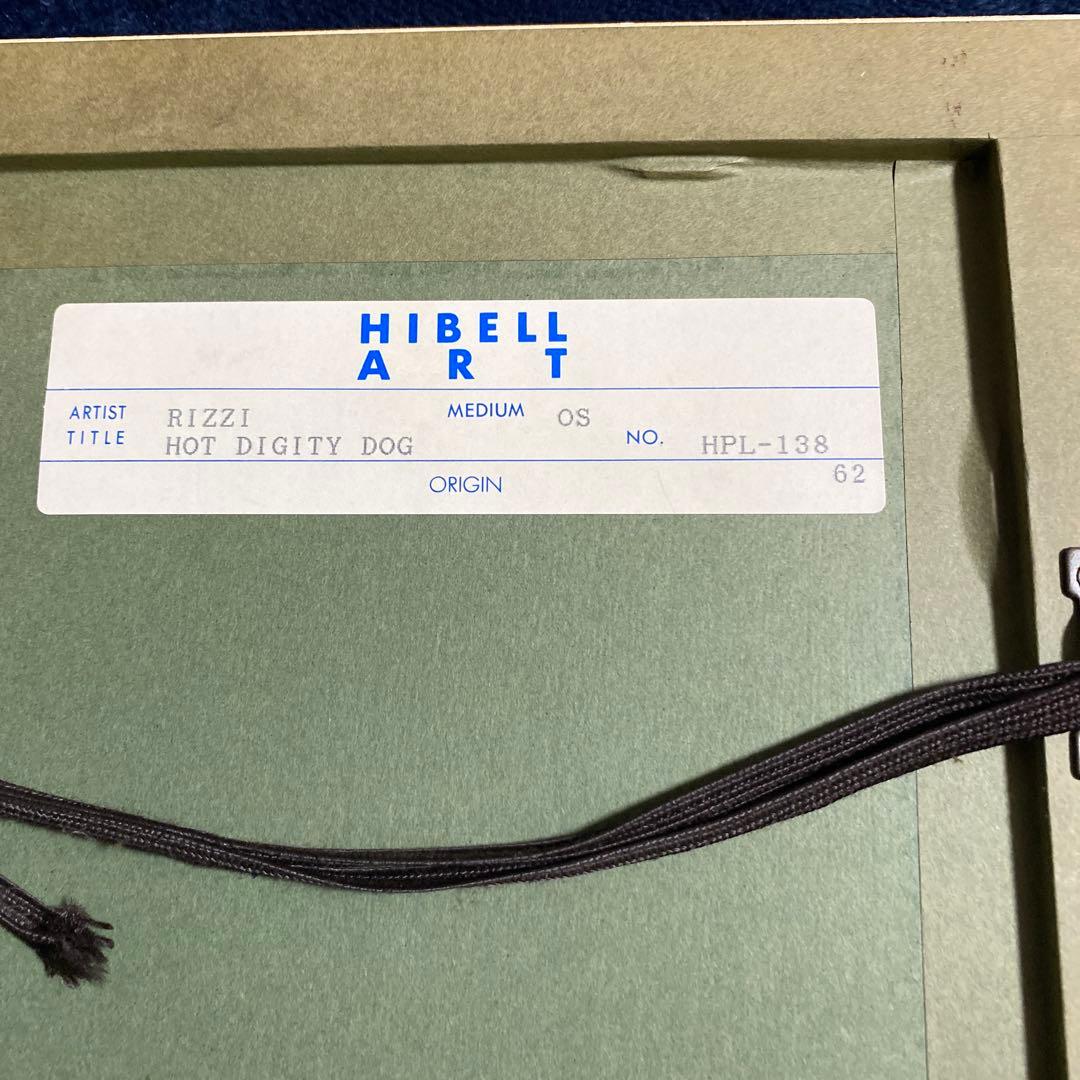 HIBELL
ART
ARTIST RIZZI MEDIUM OS
TITLE HOT DIGITY DOG NO. HPL-138
62
ORIGIN